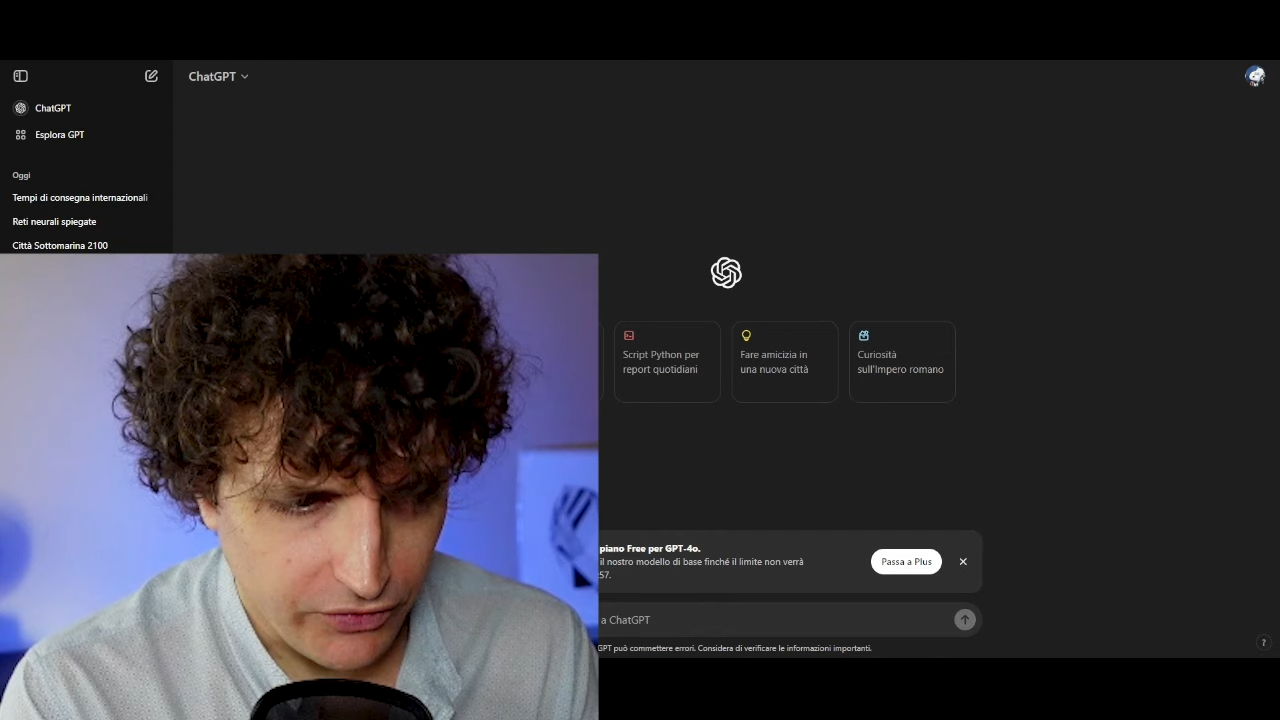 ChatGPT
ChatGPT
Esplora GPT
Oggi
Tempi di consegna internazionali
Reti neurali spiegate
Città Sottomarina 2100
Script Python per
report quotidiani
Fare amicizia in
una nuova città
Curiosità
sull'Impero romano
piano Free per GPT-4o.
il nostro modello di base finché il limite non verrà
57.
Passa a Plus
a ChatGPT
GPT può commettere errori. Considera di verificare le informazioni importanti.
?